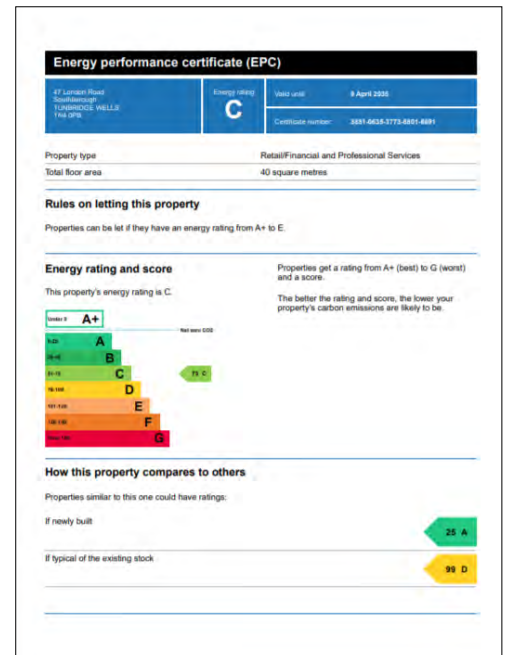 Energy performance certificate (EPC)
47 London Road
Southborough
TUNBRIDGE WELLS
Energy rating
C
Valid until
Certificate number
Property type
Retail/Financial and Professional Services
Total floor area
40 square metres
Rules on letting this property
Properties can be let if they have an energy rating from A+ to E.
Energy rating and score
This property's energy rating is C.
Properties get a rating from A+ (best) to G (worst)
and a score.
The better the rating and score, the lower your
property's carbon emissions are likely to be.
Under 0
A+
Net zero CO2
A
B
C
75 C
D
E
F
G
How this property compares to others
Properties similar to this one could have ratings:
If newly built
25 A
If typical of the existing stock
99 D